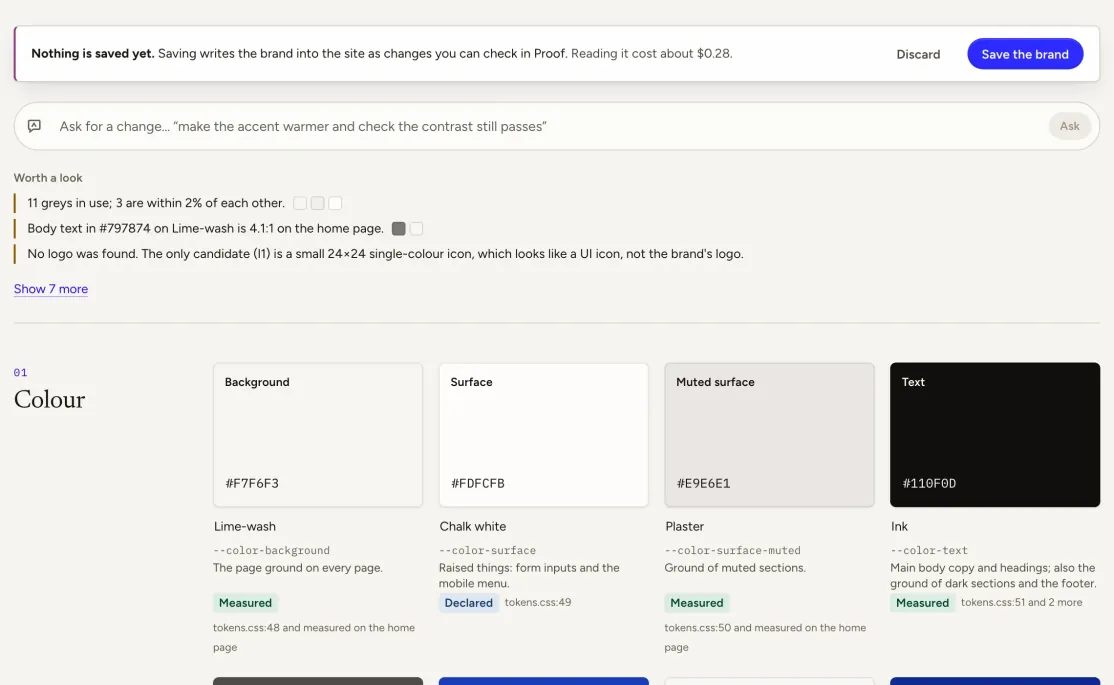 Nothing is saved yet. Saving writes the brand into the site as changes you can check in Proof. Reading it cost about $0.28.
Discard
Save the brand
Ask for a change... “make the accent warmer and check the contrast still passes”
Ask
Worth a look
11 greys in use; 3 are within 2% of each other.
Body text in #797874 on Lime-wash is 4.1:1 on the home page.
No logo was found. The only candidate (l1) is a small 24×24 single-colour icon, which looks like a UI icon, not the brand's logo.
Show 7 more
01
Colour
Background
#F7F6F3
Lime-wash
--color-background
The page ground on every page.
Measured
tokens.css:48 and measured on the home
page
Surface
#FDFCFB
Chalk white
--color-surface
Raised things: form inputs and the
mobile menu.
Declared tokens.css:49
Muted surface
#E9E6E1
Plaster
--color-surface-muted
Ground of muted sections.
Measured
tokens.css:50 and measured on the home
page
Text
#110F0D
Ink
--color-text
Main body copy and headings; also the
ground of dark sections and the footer.
Measured tokens.css:51 and 2 more